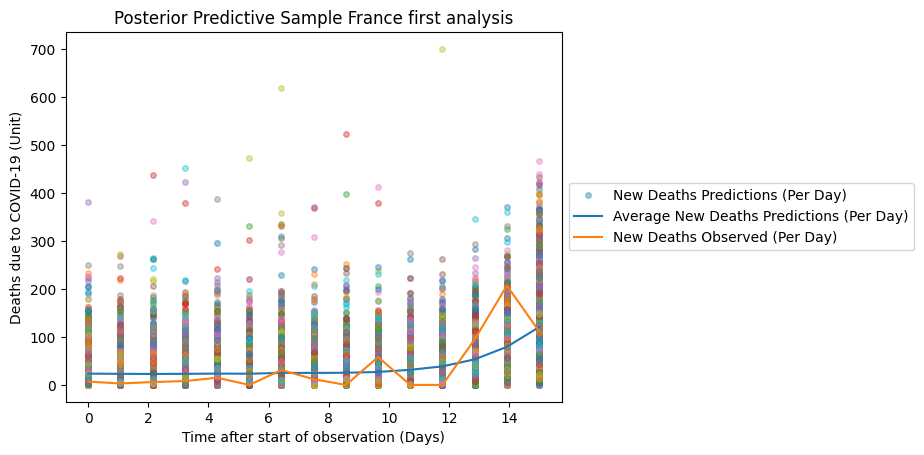 Posterior Predictive Sample France first analysis
Deaths due to COVID-19 (Unit)
700
600
500
400
300
200
100
0
0 2 4 6 8 10 12 14
Time after start of observation (Days)
New Deaths Predictions (Per Day)
Average New Deaths Predictions (Per Day)
New Deaths Observed (Per Day)